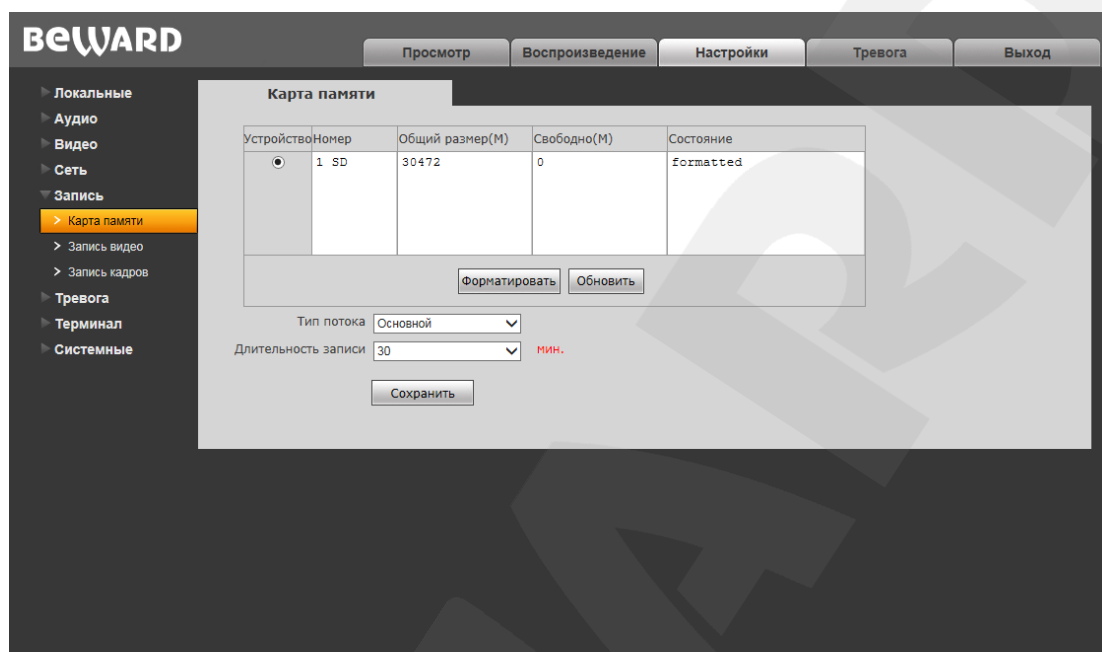 BEWARD
Просмотр Воспроизведение Настройки Тревога Выход
Локальные
Аудио
Видео
Сеть
Запись
Карта памяти
Запись видео
Запись кадров
Тревога
Терминал
Системные
Карта памяти
Устройство Номер Общий размер(М) Свободно(М) Состояние
1 SD 30472 0 formatted
Форматировать Обновить
Тип потока Основной
Длительность записи 30 мин.
Сохранить